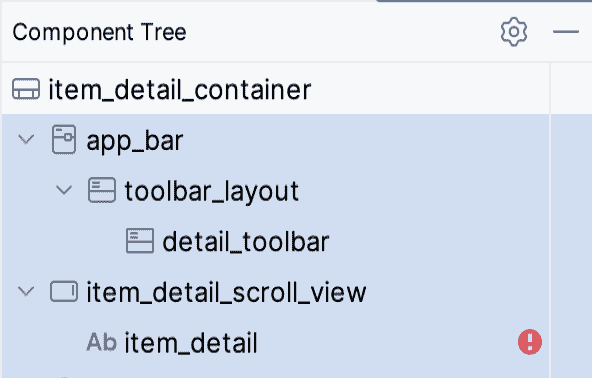 Component Tree
item_detail_container
app_bar
toolbar_layout
detail_toolbar
item_detail_scroll_view
Ab item_detail